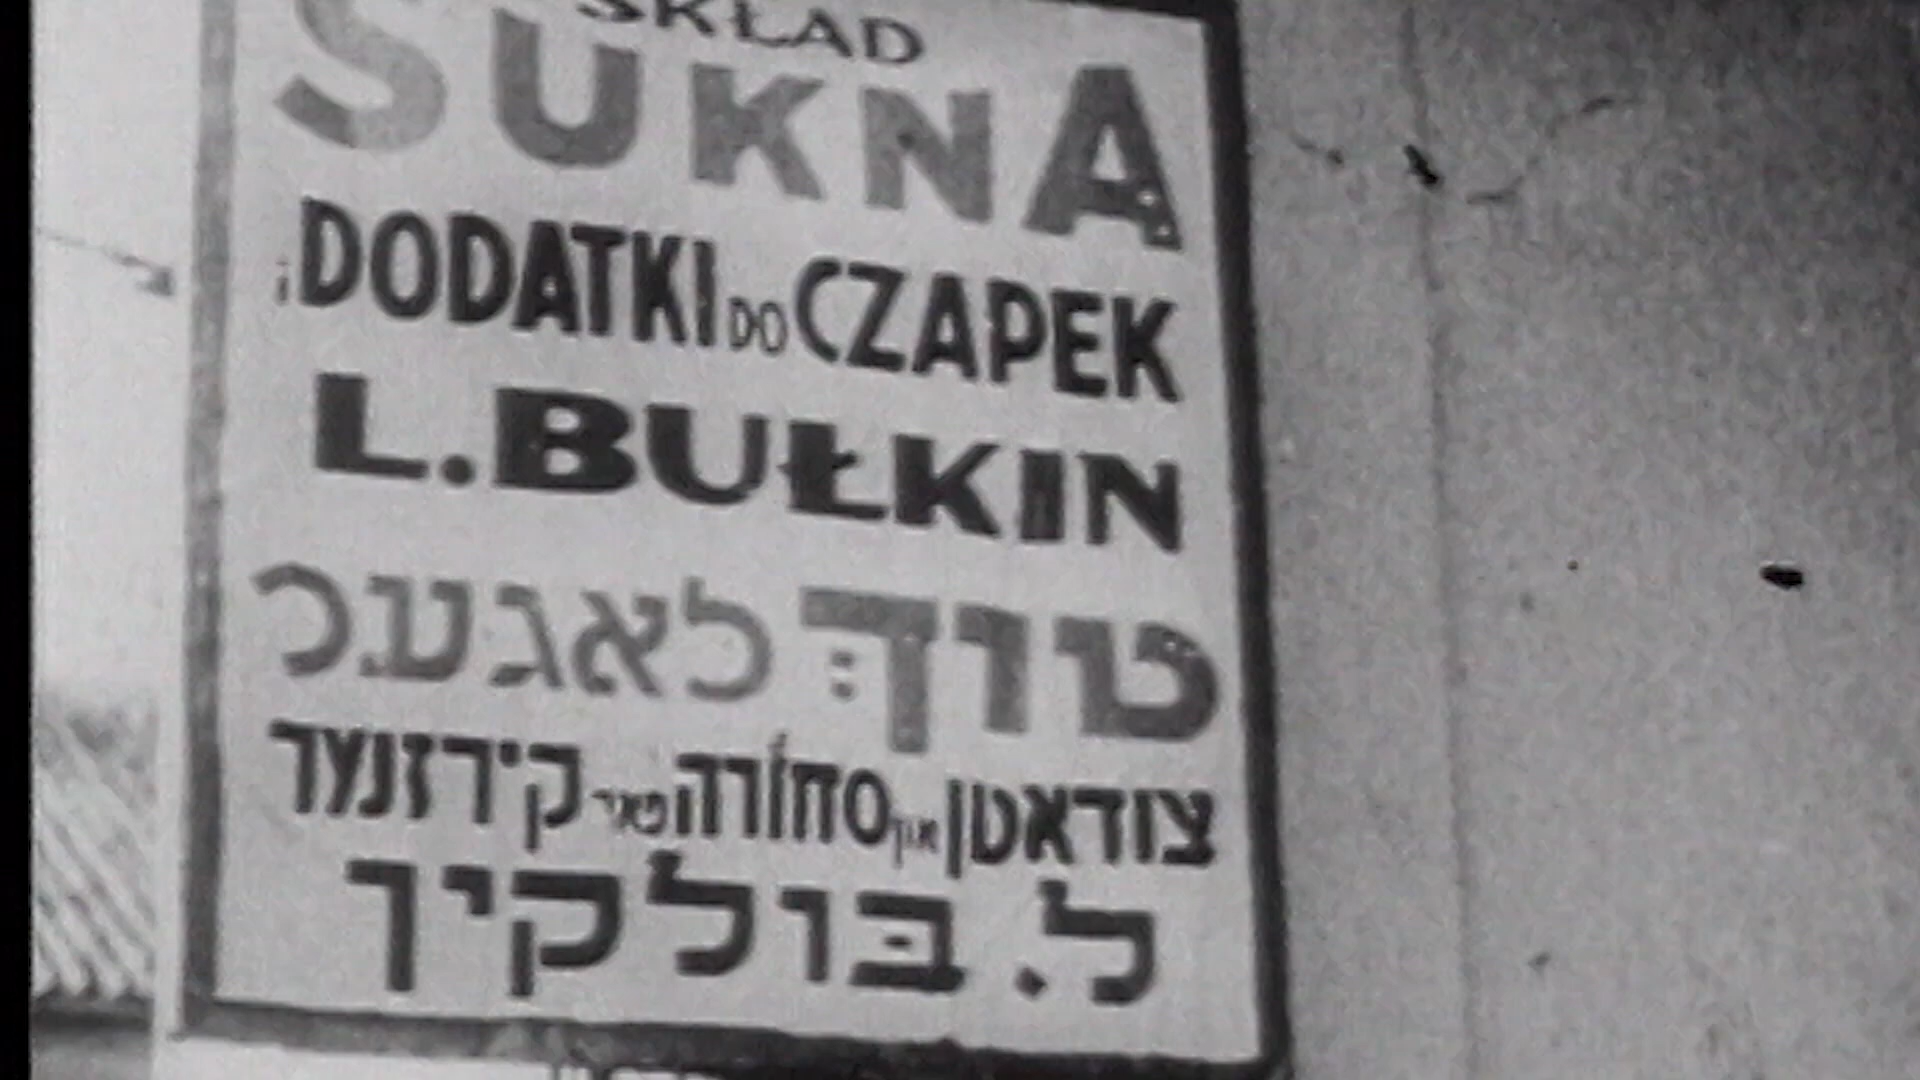 SKŁAD
SUKNA
i DODATKI DO CZAPEK
L. BUŁKIN
טוך־לאגער
צודאטן און סחורה פאר קירזנער
ל. בולקין